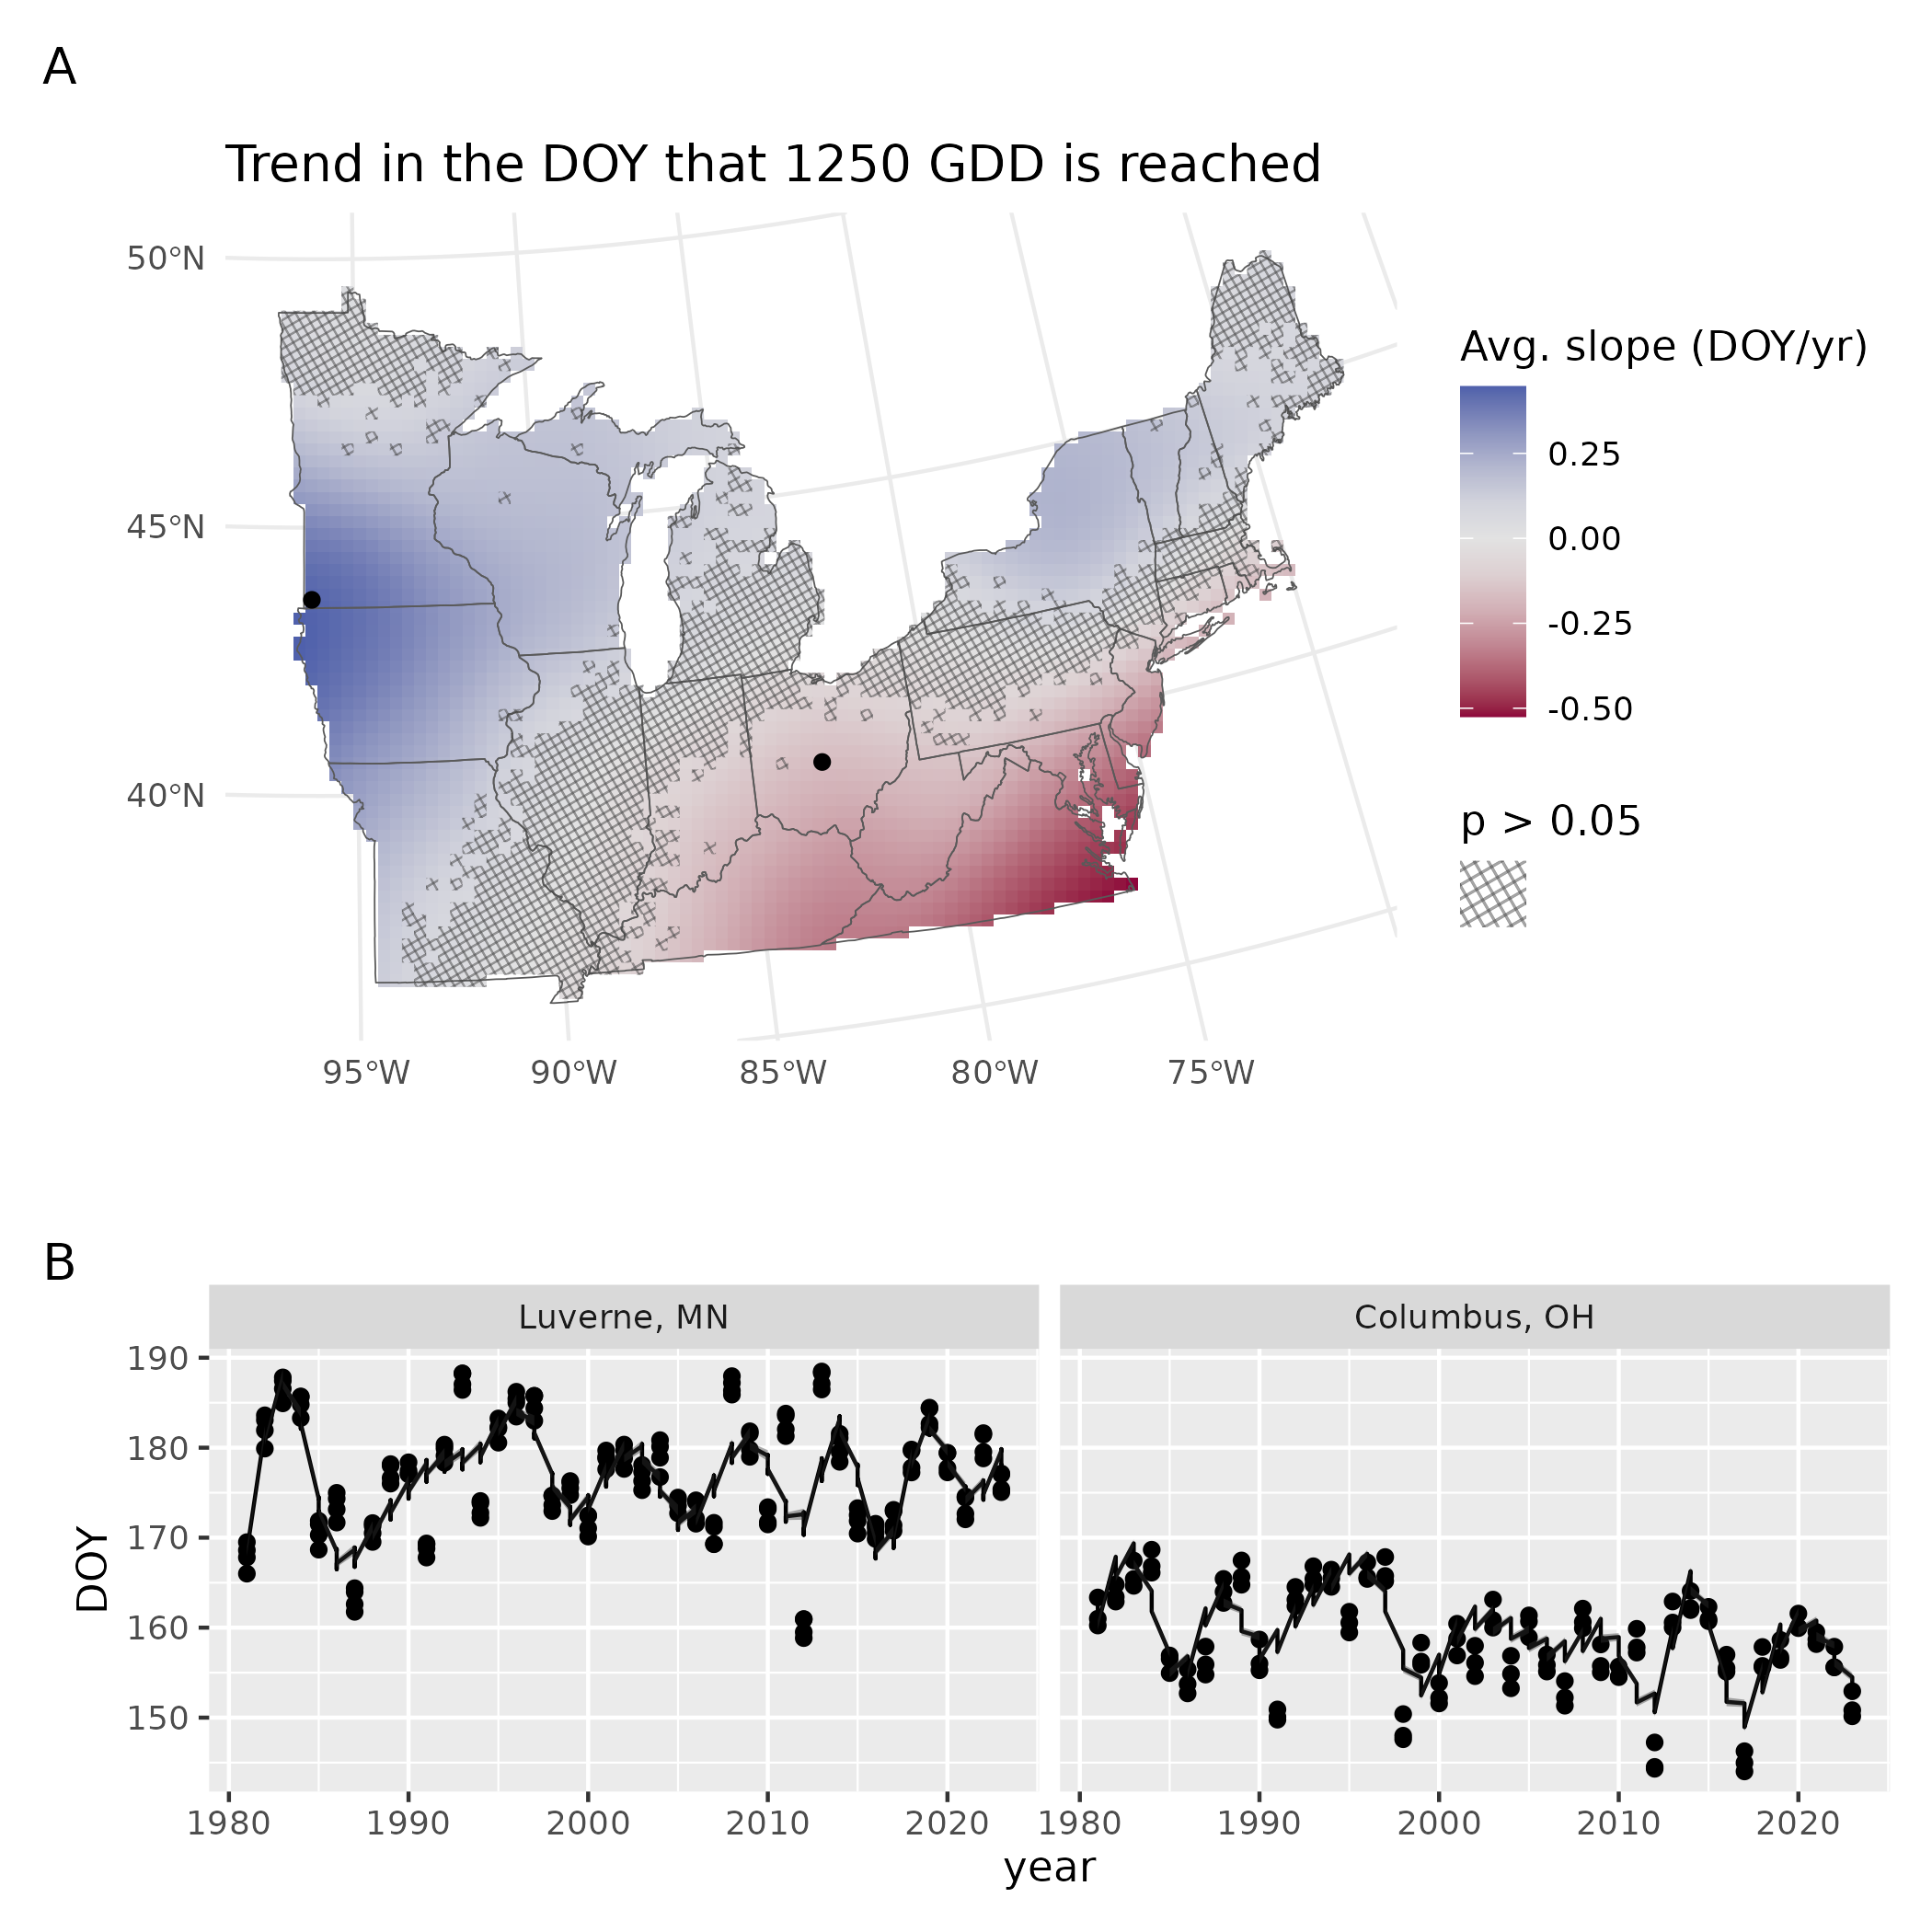 A
Trend in the DOY that 1250 GDD is reached
50°N
45°N
40°N
95°W 90°W 85°W 80°W 75°W
Avg. slope (DOY/yr)
0.25
0.00
-0.25
-0.50
p > 0.05
B
Luverne, MN Columbus, OH
190
180
170
160
150
DOY
1980 1990 2000 2010 2020 1980 1990 2000 2010 2020
year